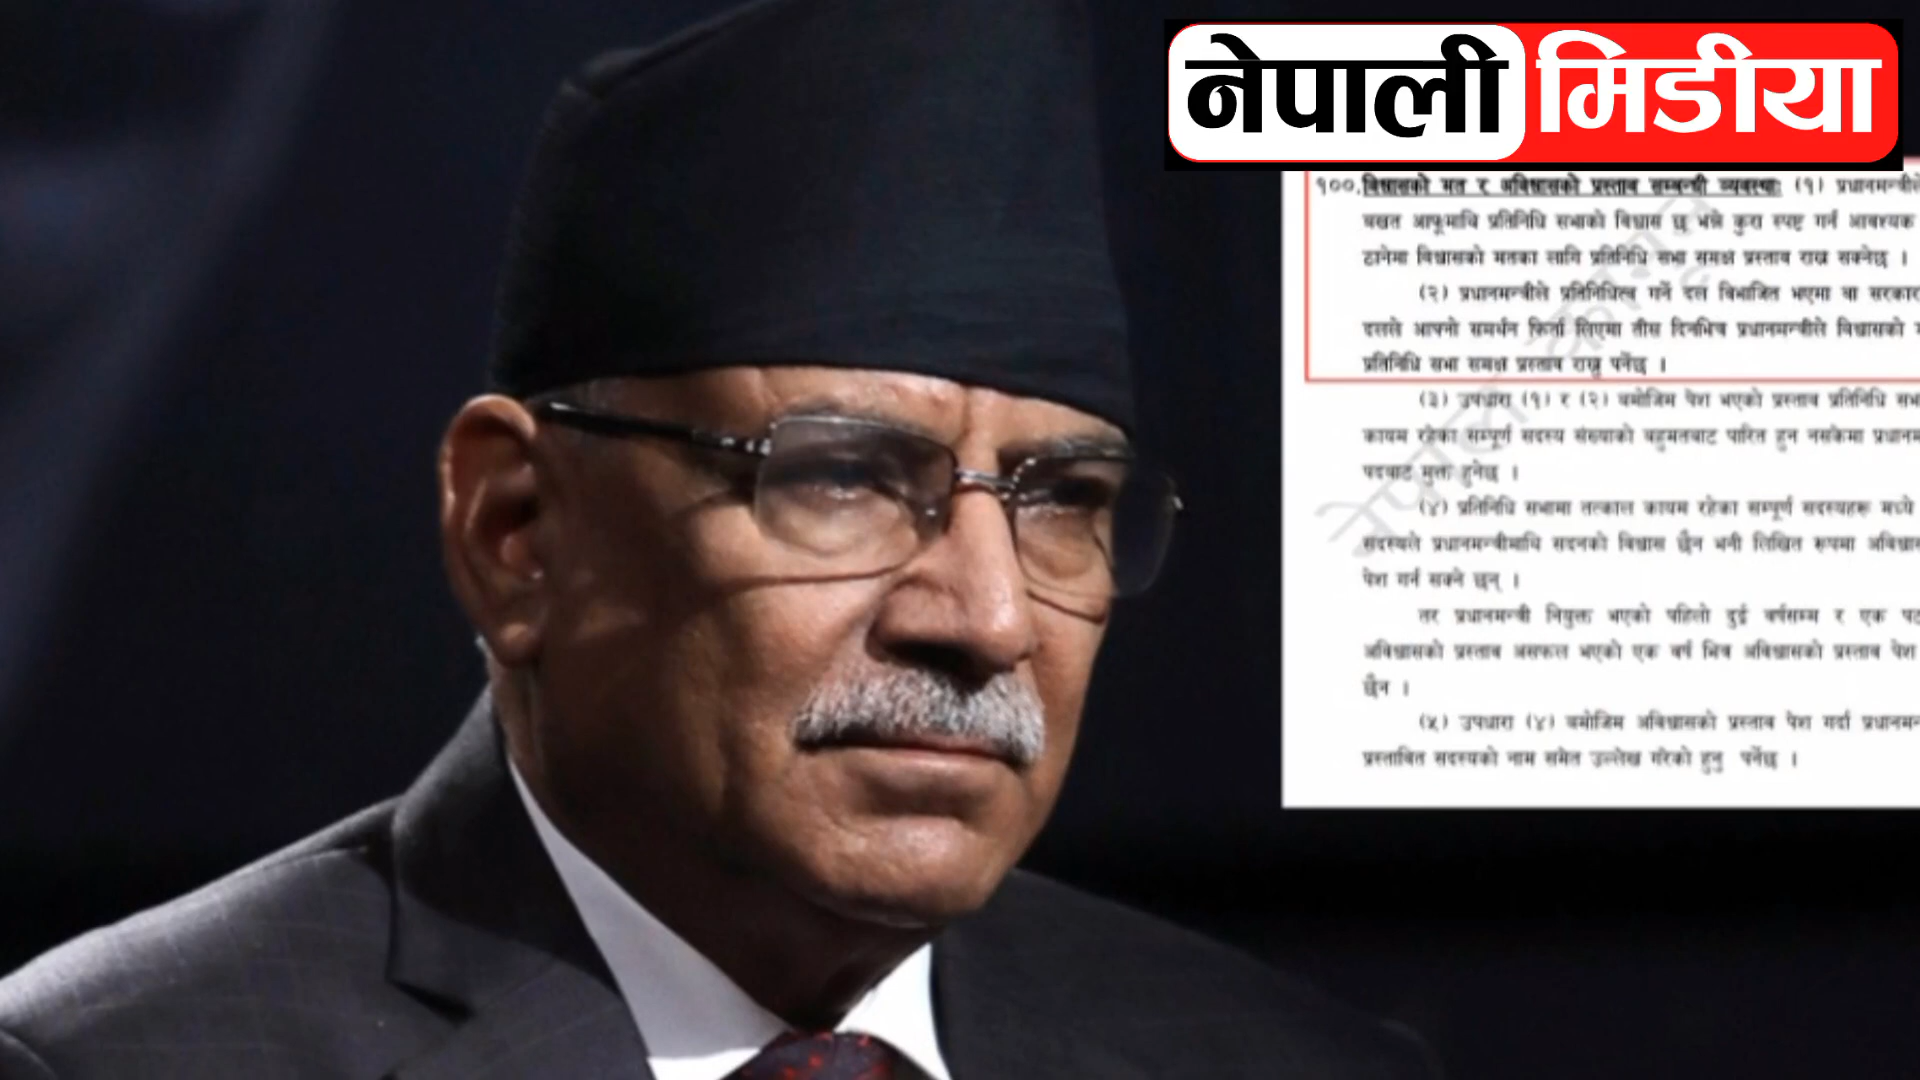 नेपाली मिडीया
१००. विश्वासको मत र अविश्वासको प्रस्ताव सम्बन्धी व्यवस्थाः (१) प्रधानमन्त्रीले
बखत आफूमाथि प्रतिनिधि सभाको विश्वास छ भन्ने कुरा स्पष्ट गर्न आवश्यक
ठानेमा विश्वासको मतका लागि प्रतिनिधि सभा समक्ष प्रस्ताव राख्न सक्नेछ ।
(२) प्रधानमन्त्रीले प्रतिनिधित्व गर्ने दल विभाजित भएमा वा सरकार
दलले आफ्नो समर्थन फिर्ता लिएमा तीस दिनभित्र प्रधानमन्त्रीले विश्वासको
प्रतिनिधि सभा समक्ष प्रस्ताव राख्नु पर्नेछ ।
(३) उपधारा (१) र (२) बमोजिम पेश भएको प्रस्ताव प्रतिनिधि सभा
कायम रहेका सम्पूर्ण सदस्य संख्याको बहुमतबाट पारित हुन नसकेमा प्रधानम
पदबाट मुक्त हुनेछ ।
(४) प्रतिनिधि सभामा तत्काल कायम रहेका सम्पूर्ण सदस्यहरू मध्ये
सदस्यले प्रधानमन्त्रीमाथि सदनको विश्वास छैन भनी लिखित रूपमा अविश्वास
पेश गर्न सक्ने छन् ।
तर प्रधानमन्त्री नियुक्त भएको पहिलो दुई वर्षसम्म र एक पट
अविश्वासको प्रस्ताव असफल भएको एक वर्ष भित्र अविश्वासको प्रस्ताव पेश
छैन ।
(५) उपधारा (४) बमोजिम अविश्वासको प्रस्ताव पेश गर्दा प्रधानमन
प्रस्तावित सदस्यको नाम समेत उल्लेख गरेको हुनु पर्नेछ ।